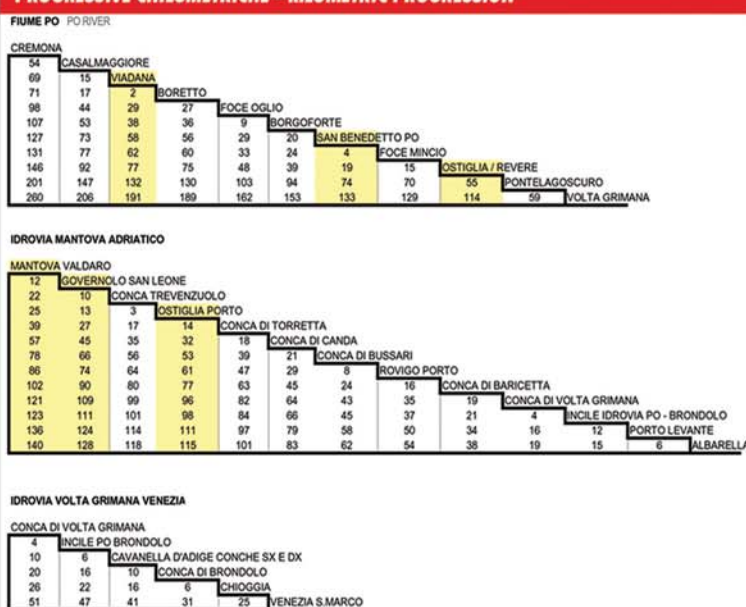 FIUME PO PO RIVER
CREMONA
54 CASALMAGGIORE
69 15 VIADANA
71 17 2 BORETTO
98 44 29 27 FOCE OGLIO
107 53 38 36 9 BORGOFORTE
127 73 58 56 29 20 SAN BENEDETTO PO
131 77 62 60 33 24 4 FOCE MINCIO
146 92 77 75 48 39 19 15 OSTIGLIA / REVERE
201 147 132 130 103 94 74 70 55 PONTELAGOSCURO
260 206 191 189 162 153 133 129 114 59 VOLTA GRIMANA
IDROVIA MANTOVA ADRIATICO
MANTOVA VALDARO
12 GOVERNOLO SAN LEONE
22 10 CONCA TREVENZUOLO
25 13 3 OSTIGLIA PORTO
39 27 17 14 CONCA DI TORRETTA
57 45 35 32 18 CONCA DI CANDA
78 66 56 53 39 21 CONCA DI BUSSARI
86 74 64 61 47 29 8 ROVIGO PORTO
102 90 80 77 63 45 24 16 CONCA DI BARICETTA
121 109 99 96 82 64 43 35 19 CONCA DI VOLTA GRIMANA
123 111 101 98 84 66 45 37 21 4 INCILE IDROVIA PO - BRONDOLO
136 124 114 111 97 79 58 50 34 16 12 PORTO LEVANTE
140 128 118 115 101 83 62 54 38 19 15 6 ALBARELLA
IDROVIA VOLTA GRIMANA VENEZIA
CONCA DI VOLTA GRIMANA
4 INCILE PO BRONDOLO
10 6 CAVANELLA D'ADIGE CONCHE SX E DX
20 16 10 CONCA DI BRONDOLO
26 22 16 6 CHIOGGIA
51 47 41 31 25 VENEZIA S.MARCO